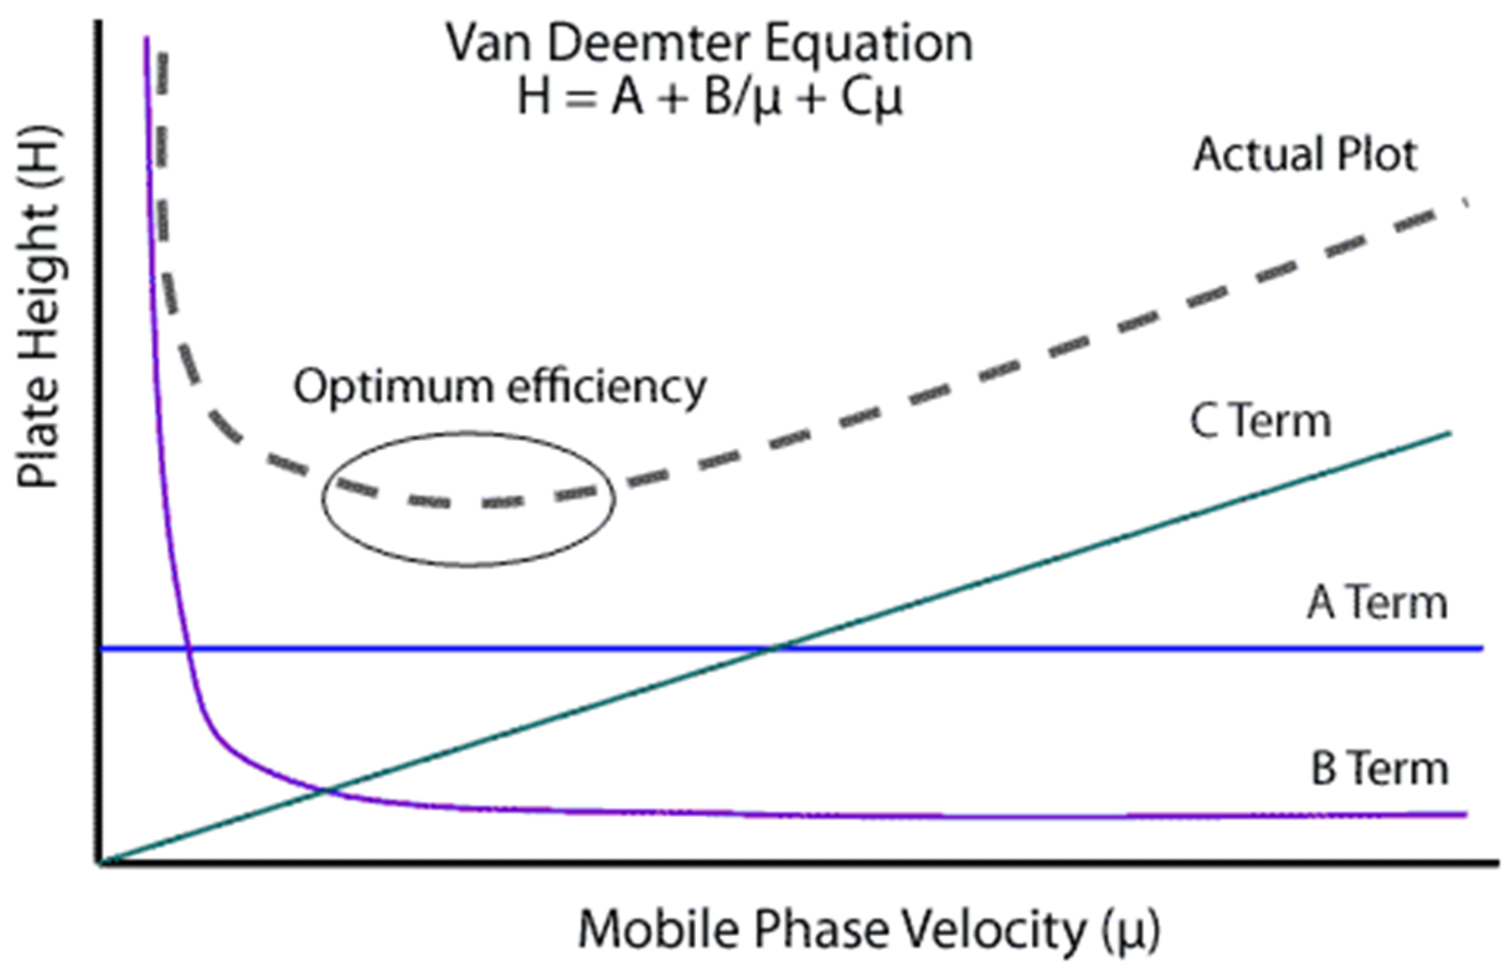 Van Deemter Equation
H = A + B/μ + Cμ
Plate Height (H)
Actual Plot
Optimum efficiency
C Term
A Term
B Term
Mobile Phase Velocity (μ)